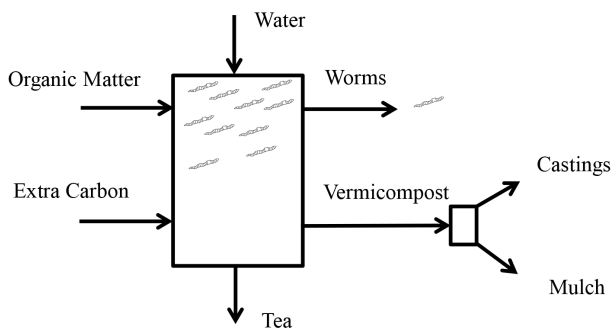 Water
Organic Matter
Worms
Extra Carbon
Vermicompost
Castings
Mulch
Tea